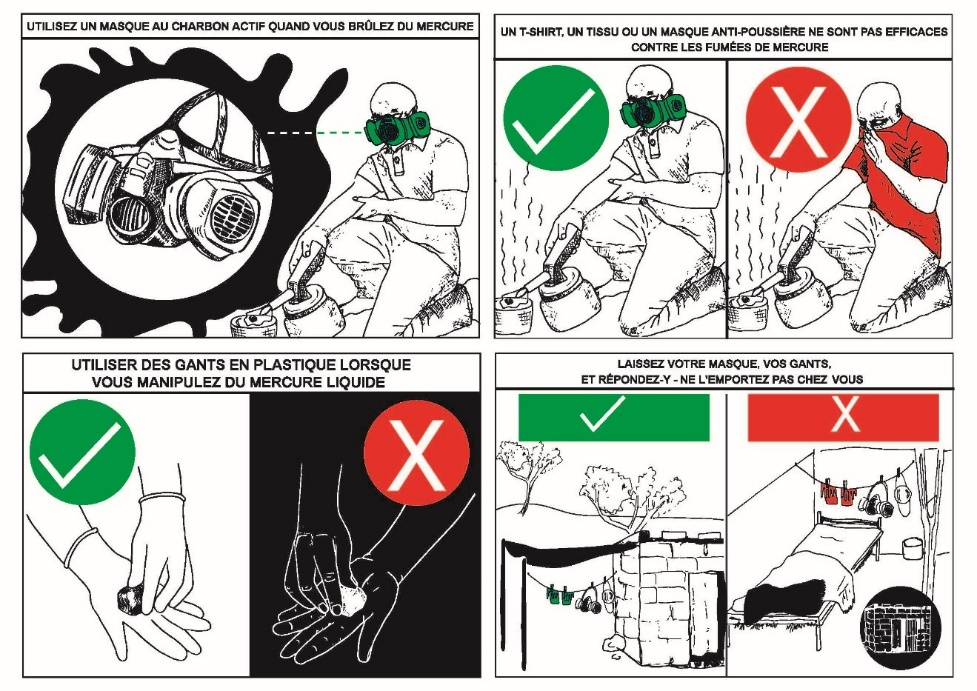 UTILISEZ UN MASQUE AU CHARBON ACTIF QUAND VOUS BRÛLEZ DU MERCURE
UN T-SHIRT, UN TISSU OU UN MASQUE ANTI-POUSSIÈRE NE SONT PAS EFFICACES
CONTRE LES FUMÉES DE MERCURE
X
UTILISER DES GANTS EN PLASTIQUE LORSQUE
VOUS MANIPULEZ DU MERCURE LIQUIDE
X
LAISSEZ VOTRE MASQUE, VOS GANTS,
ET RÉPONDEZ-Y - NE L'EMPORTEZ PAS CHEZ VOUS
X